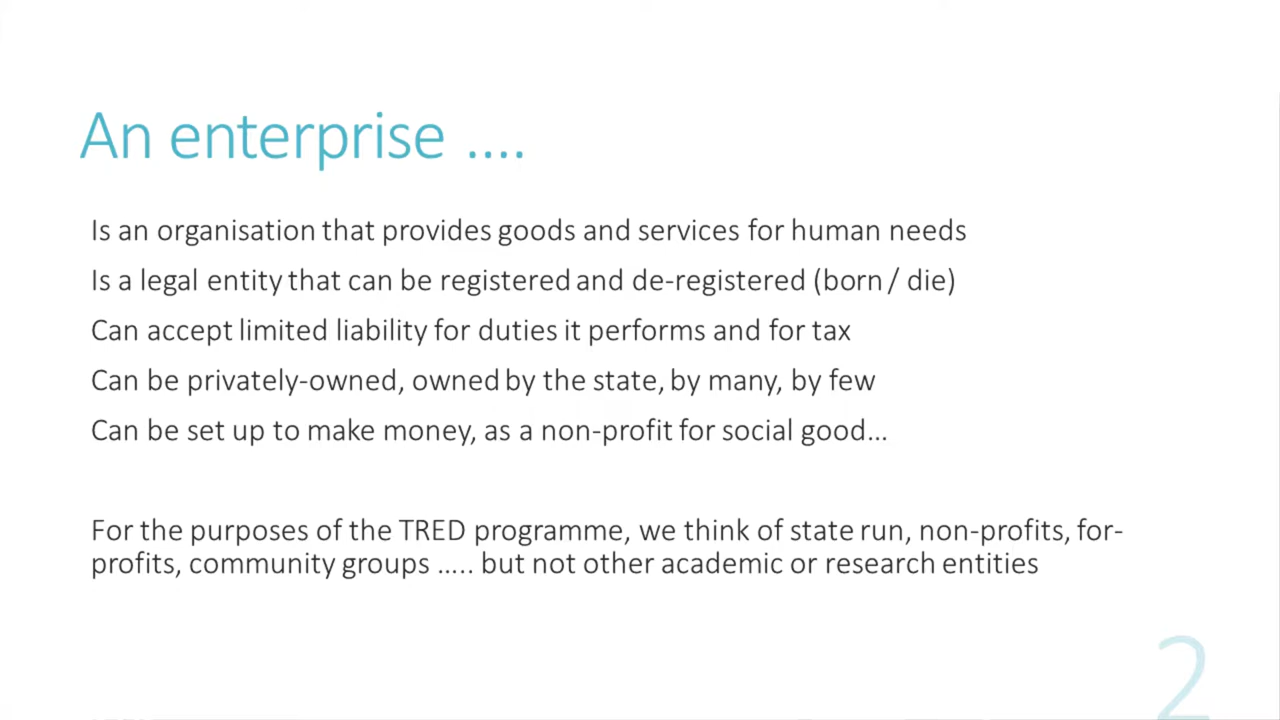 An enterprise ....
Is an organisation that provides goods and services for human needs
Is a legal entity that can be registered and de-registered (born / die)
Can accept limited liability for duties it performs and for tax
Can be privately-owned, owned by the state, by many, by few
Can be set up to make money, as a non-profit for social good...
For the purposes of the TRED programme, we think of state run, non-profits, for-
profits, community groups ..... but not other academic or research entities
2